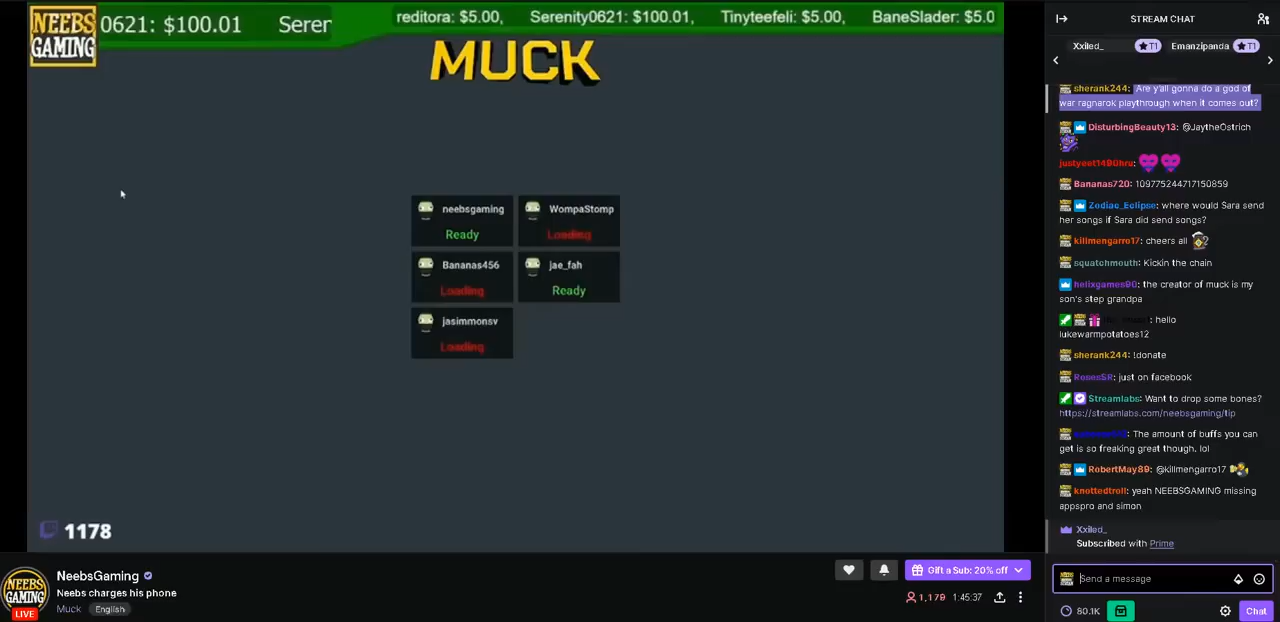 NEEBS
GAMING
0621: $100.01 Seren
reditora: $5.00, Serenity0621: $100.01, Tinyteefeli: $5.00, BaneSlader: $5.0
MUCK
neebsgaming
Ready
WompaStomp
Loading
Bananas456
Loading
jae_fah
Ready
jasimmonsv
Loading
1178
NEEBS
GAMING
LIVE
NeebsGaming
Neebs charges his phone
Muck English
Gift a Sub: 20% off
1,179 1:45:37
STREAM CHAT
Xxiled_ T1 Emanzipanda T1
sherank244: Are y'all gonna do a god of
war ragnarok playthrough when it comes out?
DisturbingBeauty13: @JaytheOstrich
justyeet1490hru:
Bananas720: 109775244717150859
Zodiac_Eclipse: where would Sara send
her songs if Sara did send songs?
killmengarro17: cheers all
squatchmouth: Kickin the chain
helixgames90: the creator of muck is my
son's step grandpa
: hello
lukewarmpotatoes12
sherank244: !donate
RosesSR: just on facebook
Streamlabs: Want to drop some bones?
https://streamlabs.com/neebsgaming/tip
: The amount of buffs you can
get is so freaking great though. lol
RobertMay89: @killmengarro17
knottedtroll: yeah NEEBSGAMING missing
appspro and simon
Xxiled_
Subscribed with Prime
Send a message
80.1K
Chat